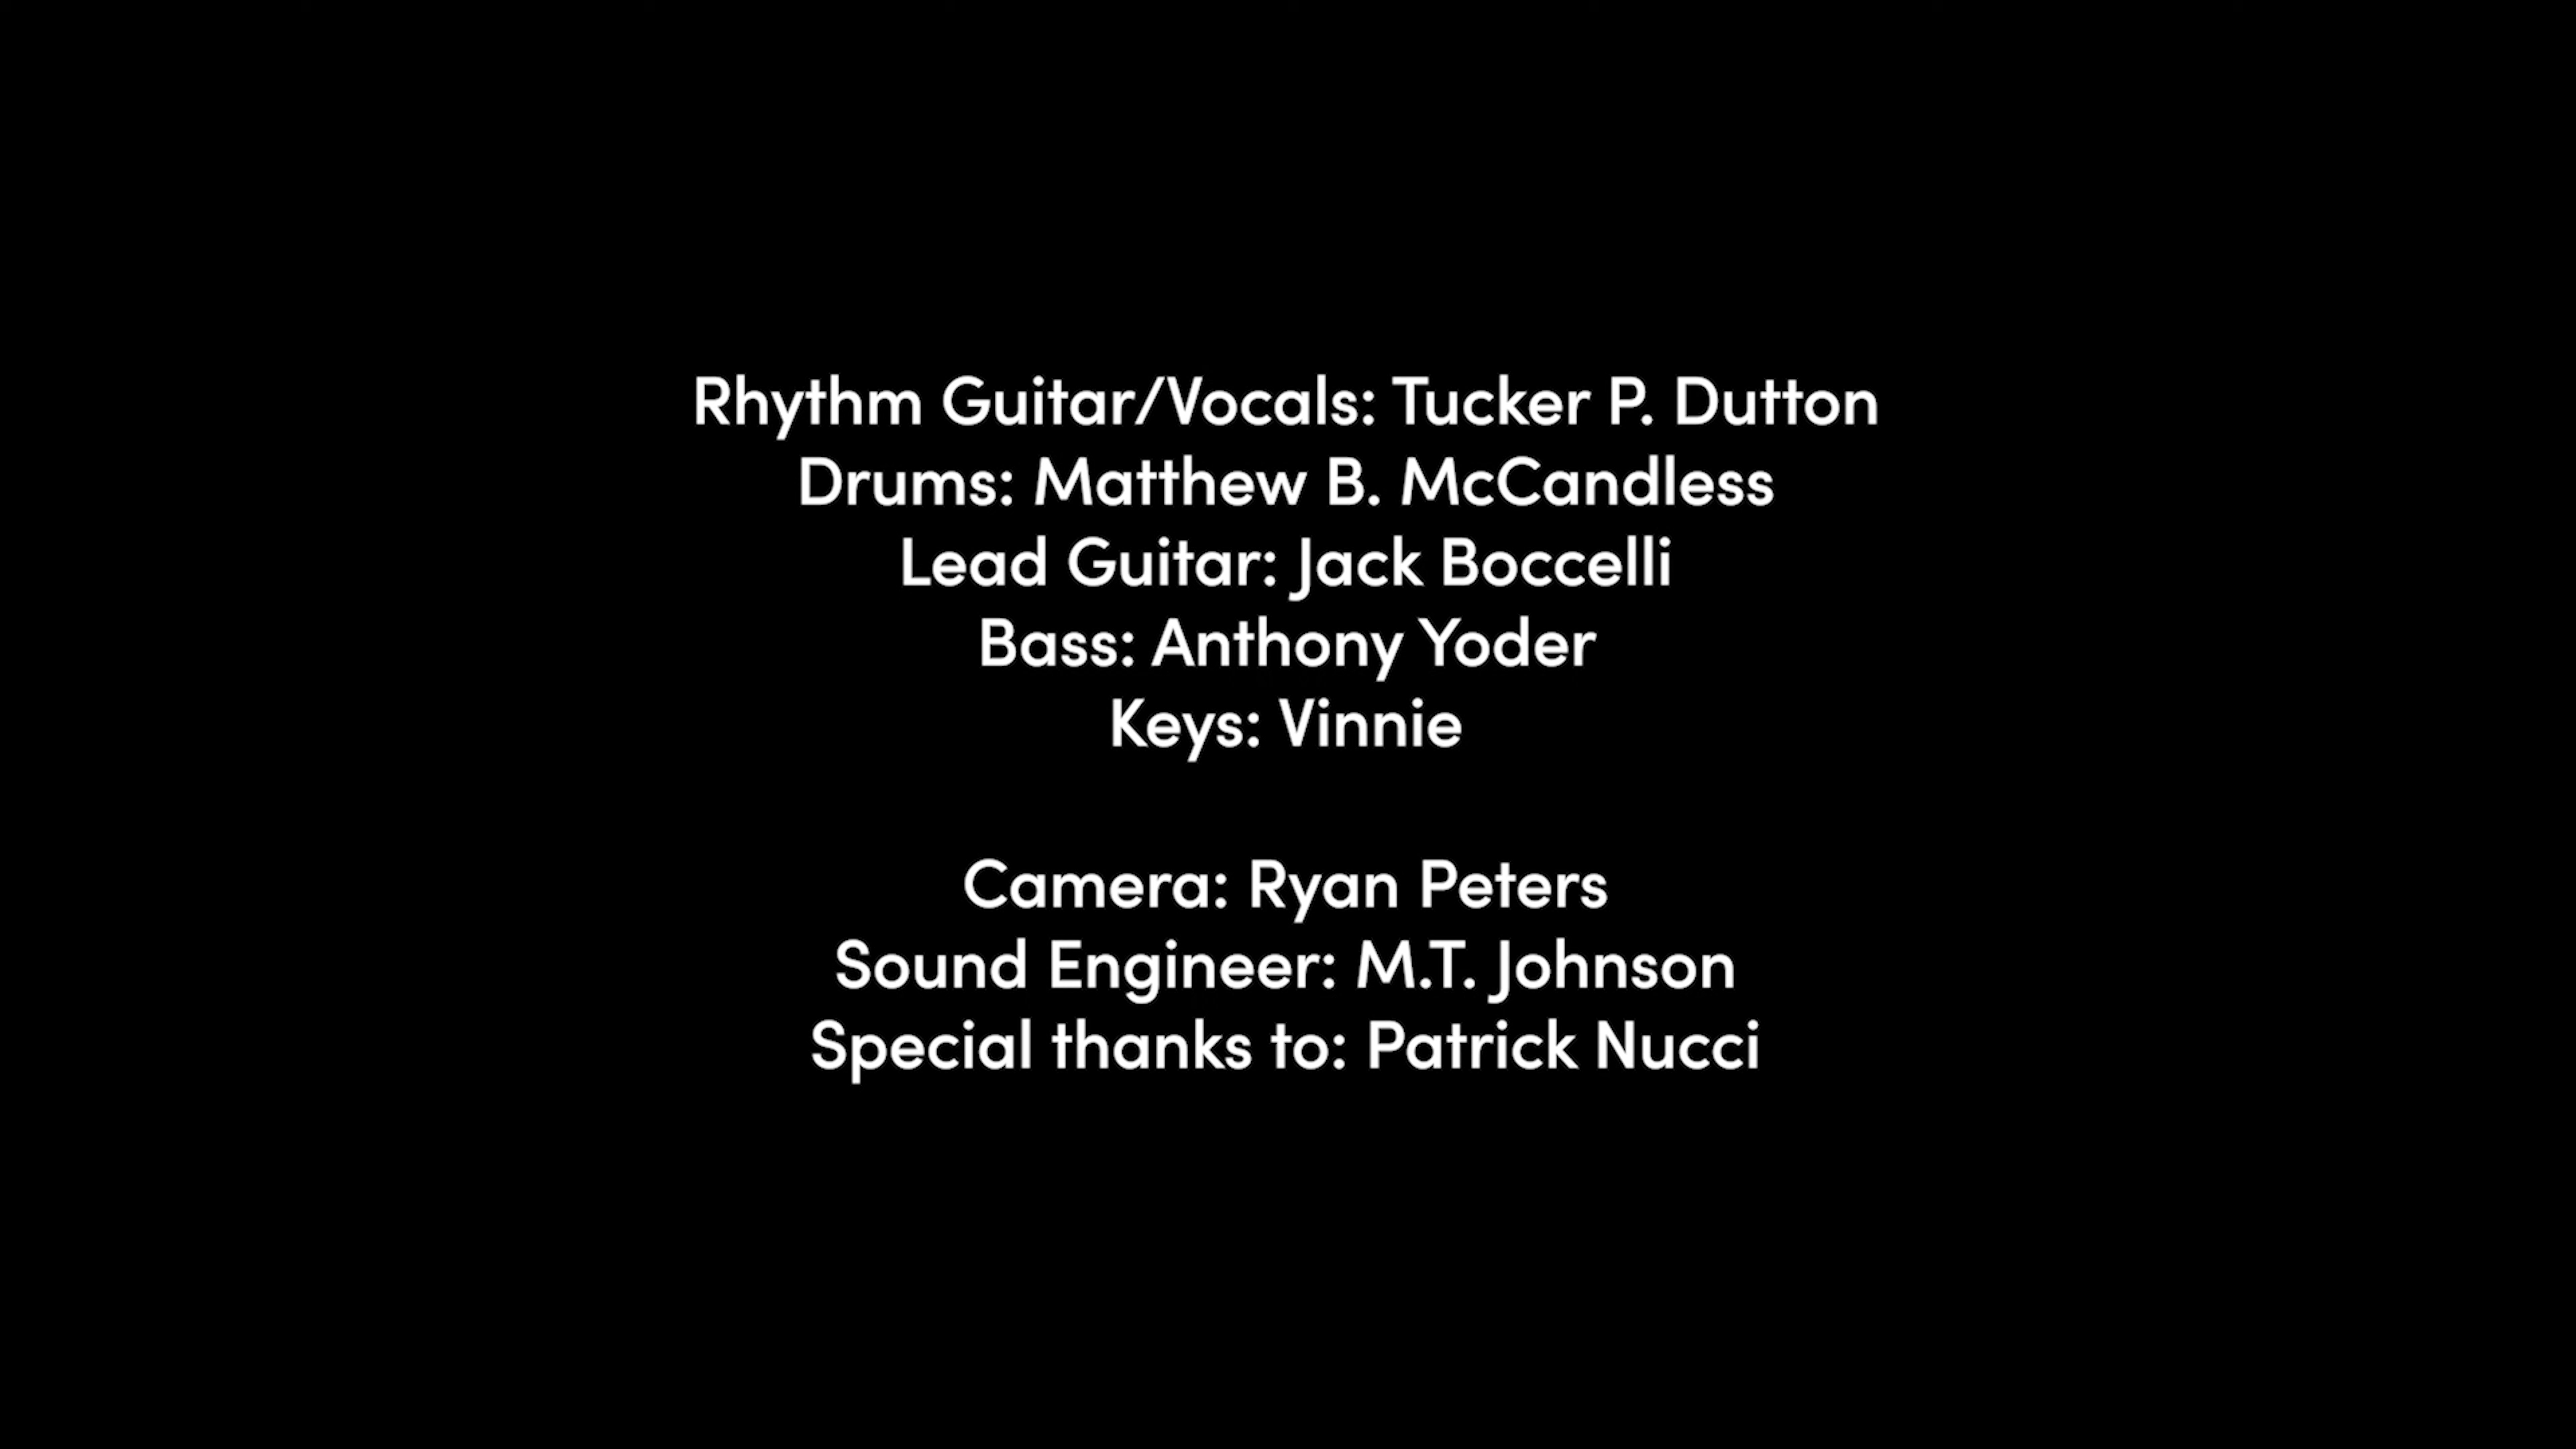 Rhythm Guitar/Vocals: Tucker P. Dutton
Drums: Matthew B. McCandless
Lead Guitar: Jack Boccelli
Bass: Anthony Yoder
Keys: Vinnie
Camera: Ryan Peters
Sound Engineer: M.T. Johnson
Special thanks to: Patrick Nucci